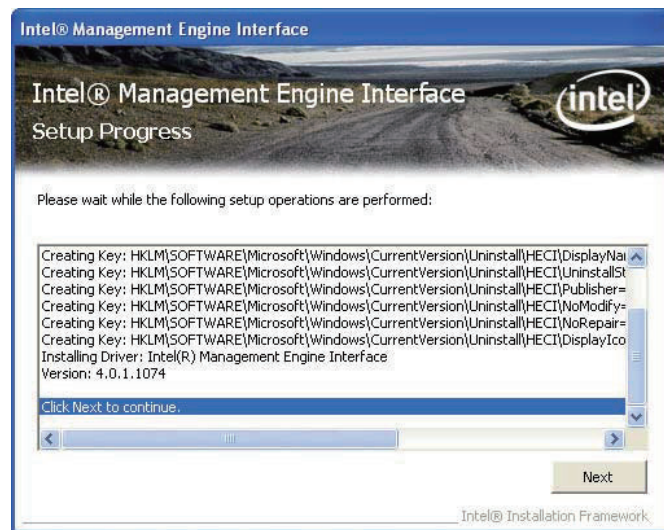 Intel® Management Engine Interface
Intel® Management Engine Interface
Setup Progress
intel
Please wait while the following setup operations are performed:
Creating Key: HKLM\SOFTWARE\Microsoft\Windows\CurrentVersion\Uninstall\HECI\DisplayNa
Creating Key: HKLM\SOFTWARE\Microsoft\Windows\CurrentVersion\Uninstall\HECI\UninstallSt
Creating Key: HKLM\SOFTWARE\Microsoft\Windows\CurrentVersion\Uninstall\HECI\Publisher=
Creating Key: HKLM\SOFTWARE\Microsoft\Windows\CurrentVersion\Uninstall\HECI\NoModify=
Creating Key: HKLM\SOFTWARE\Microsoft\Windows\CurrentVersion\Uninstall\HECI\NoRepair=
Creating Key: HKLM\SOFTWARE\Microsoft\Windows\CurrentVersion\Uninstall\HECI\DisplayIco
Installing Driver: Intel(R) Management Engine Interface
Version: 4.0.1.1074
Click Next to continue.
Next
Intel® Installation Framework